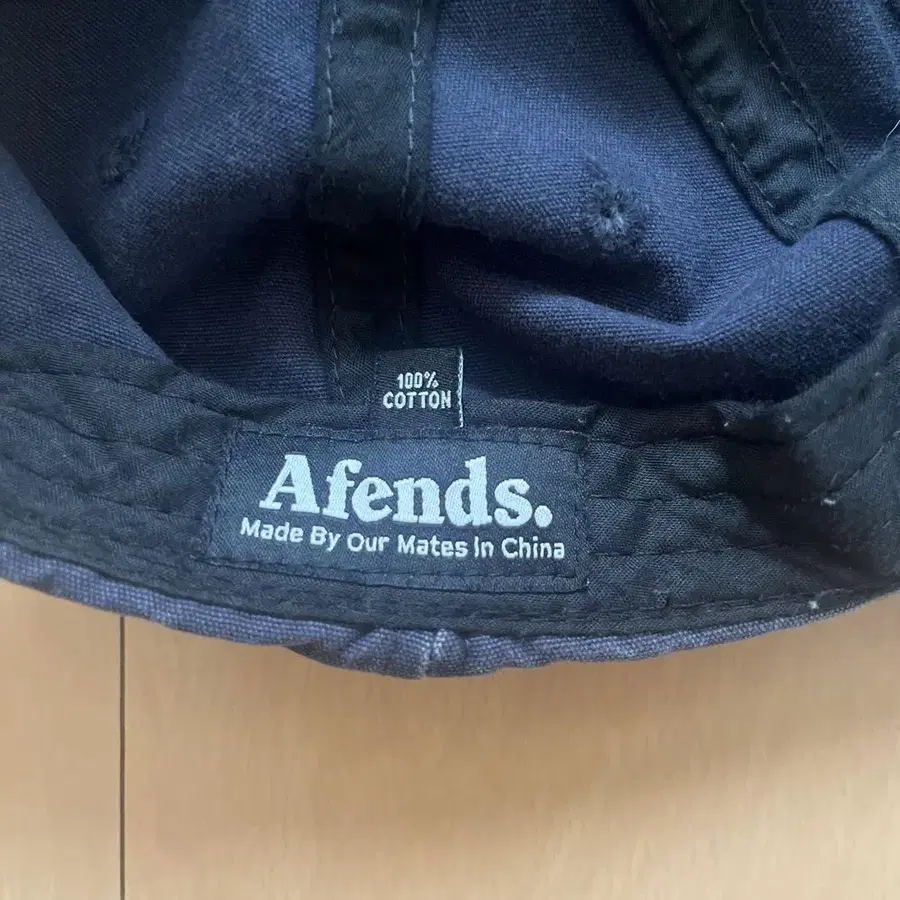 100%
COTTON
Afends.
Made By Our Mates In China